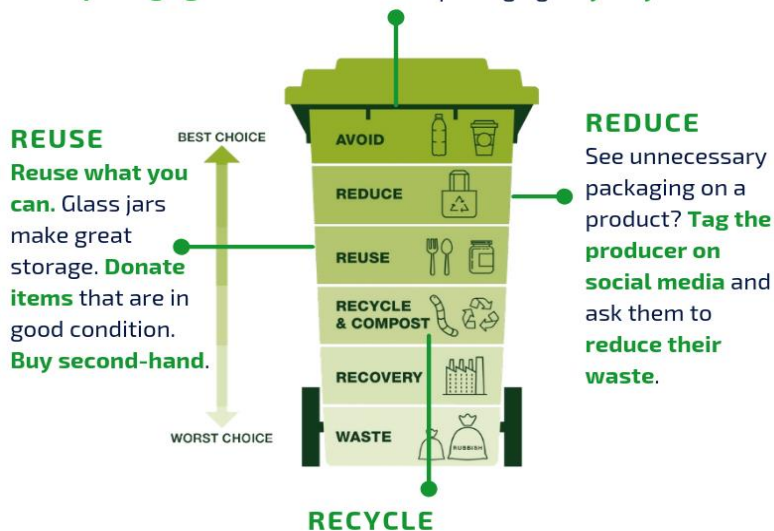 REUSE
Reuse what you
can. Glass jars
make great
storage. Donate
items that are in
good condition.
Buy second-hand.
BEST CHOICE
WORST CHOICE
AVOID
REDUCE
REUSE
RECYCLE
& COMPOST
RECOVERY
WASTE
RUBBISH
REDUCE
See unnecessary
packaging on a
product? Tag the
producer on
social media and
ask them to
reduce their
waste.
RECYCLE